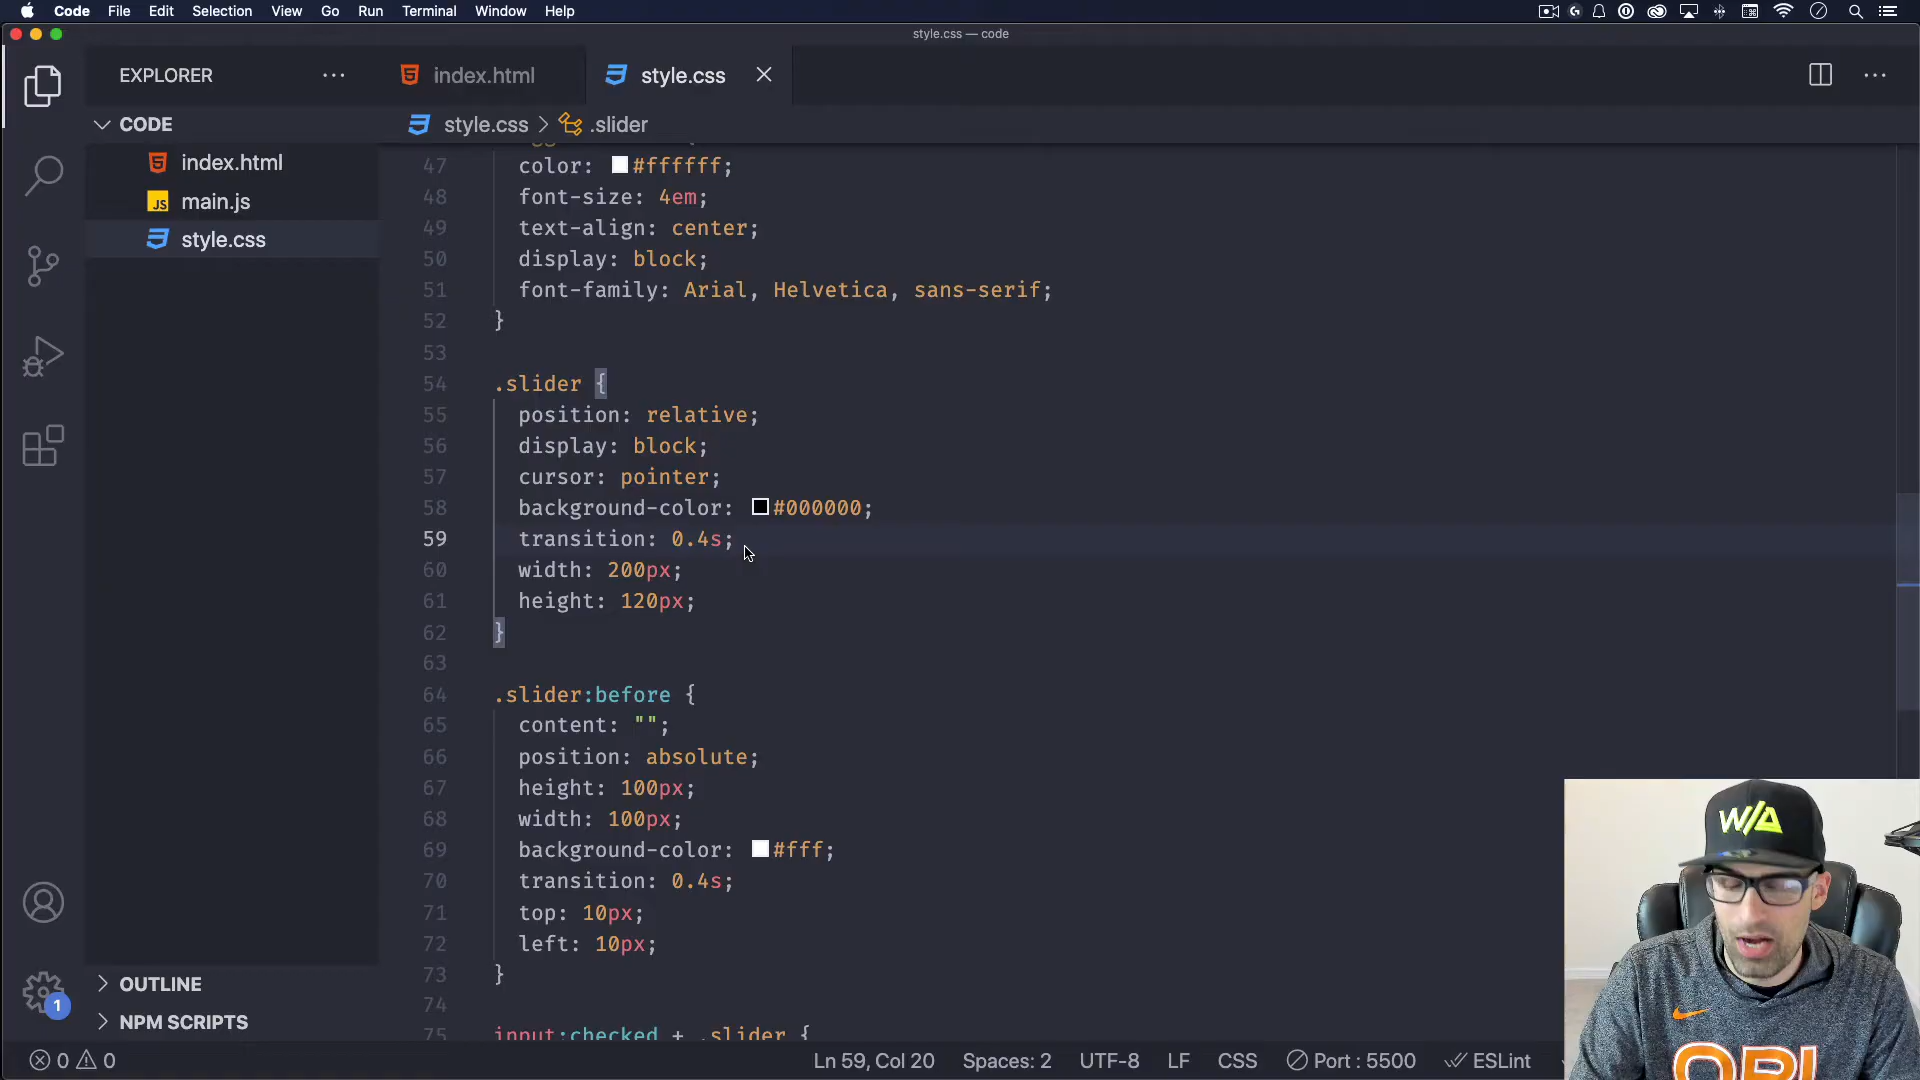 Code File Edit Selection View Go Run Terminal Window Help
style.css — code
EXPLORER ···
index.html
style.css
CODE
style.css > .slider
index.html
JS main.js
style.css
47 color: #ffffff;
48 font-size: 4em;
49 text-align: center;
50 display: block;
51 font-family: Arial, Helvetica, sans-serif;
52 }
53
54 .slider {
55 position: relative;
56 display: block;
57 cursor: pointer;
58 background-color: #000000;
59 transition: 0.4s;
60 width: 200px;
61 height: 120px;
62 }
63
64 .slider:before {
65 content: "";
66 position: absolute;
67 height: 100px;
68 width: 100px;
69 background-color: #fff;
70 transition: 0.4s;
71 top: 10px;
72 left: 10px;
73 }
74
75 input:checked + .slider {
OUTLINE
1
NPM SCRIPTS
0 0
Ln 59, Col 20 Spaces: 2 UTF-8 LF CSS Port : 5500 ESLint
W/A